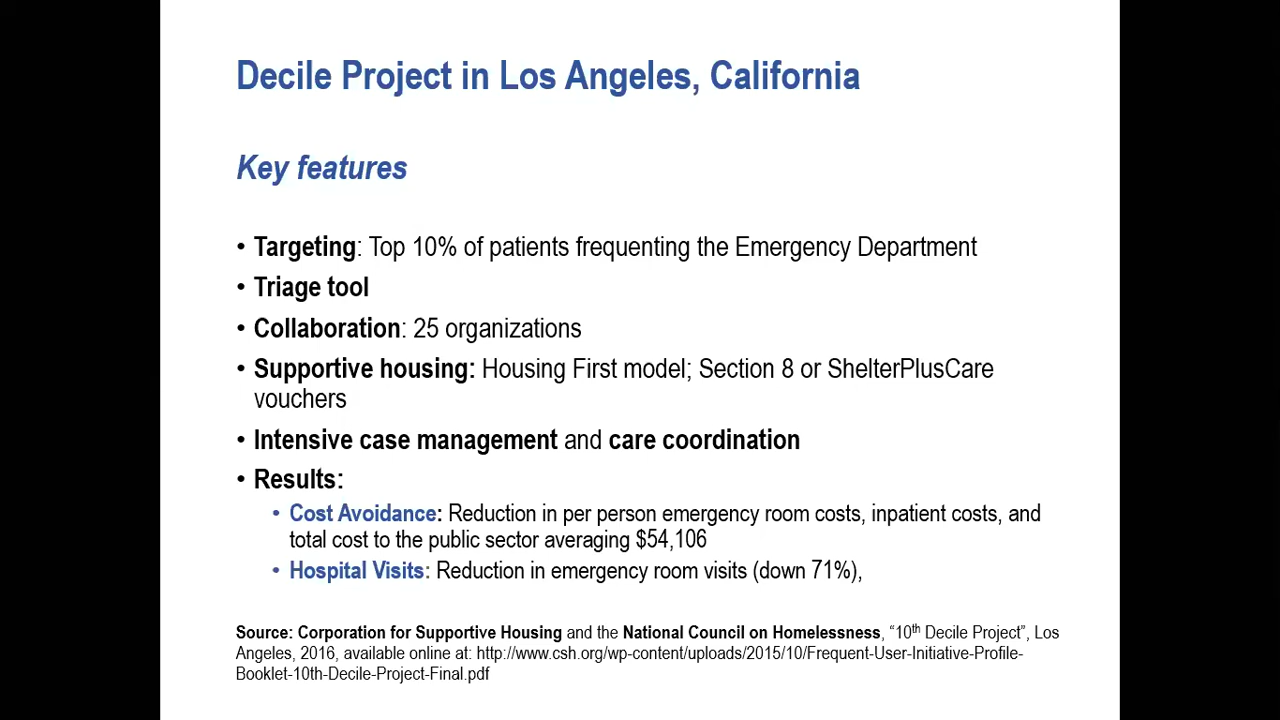 Decile Project in Los Angeles, California
Key features
• Targeting: Top 10% of patients frequenting the Emergency Department
• Triage tool
• Collaboration: 25 organizations
• Supportive housing: Housing First model; Section 8 or ShelterPlusCare
vouchers
• Intensive case management and care coordination
• Results:
• Cost Avoidance: Reduction in per person emergency room costs, inpatient costs, and
total cost to the public sector averaging $54,106
• Hospital Visits: Reduction in emergency room visits (down 71%),
Source: Corporation for Supportive Housing and the National Council on Homelessness, “10th Decile Project”, Los
Angeles, 2016, available online at: http://www.csh.org/wp-content/uploads/2015/10/Frequent-User-Initiative-Profile-
Booklet-10th-Decile-Project-Final.pdf